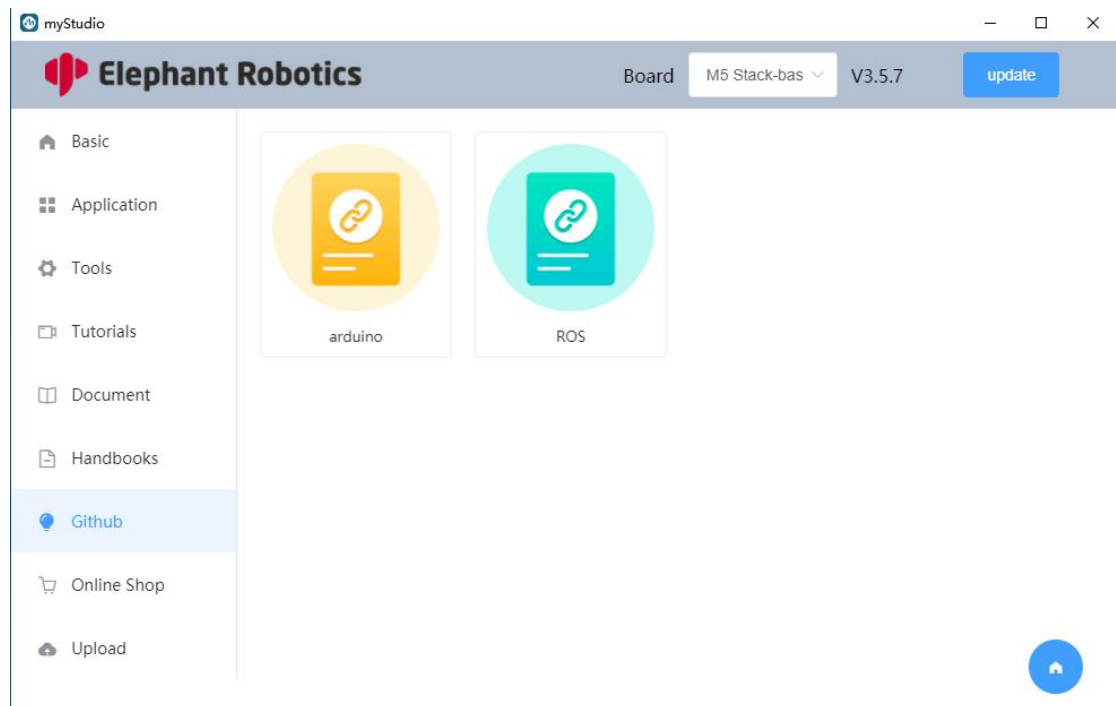 myStudio
Elephant Robotics
Board M5 Stack-bas V3.5.7 update
Basic
Application
Tools
Tutorials
Document
Handbooks
Github
Online Shop
Upload
arduino
ROS